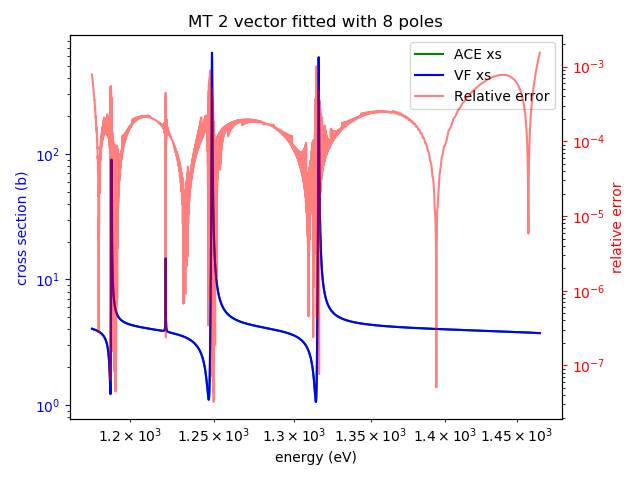 MT 2 vector fitted with 8 poles
ACE xs
VF xs
Relative error
cross section (b)
10²
10¹
10⁰
10⁻³
10⁻⁴
10⁻⁵
10⁻⁶
10⁻⁷
relative error
1.2 × 10³ 1.25 × 10³ 1.3 × 10³ 1.35 × 10³ 1.4 × 10³ 1.45 × 10³
energy (eV)